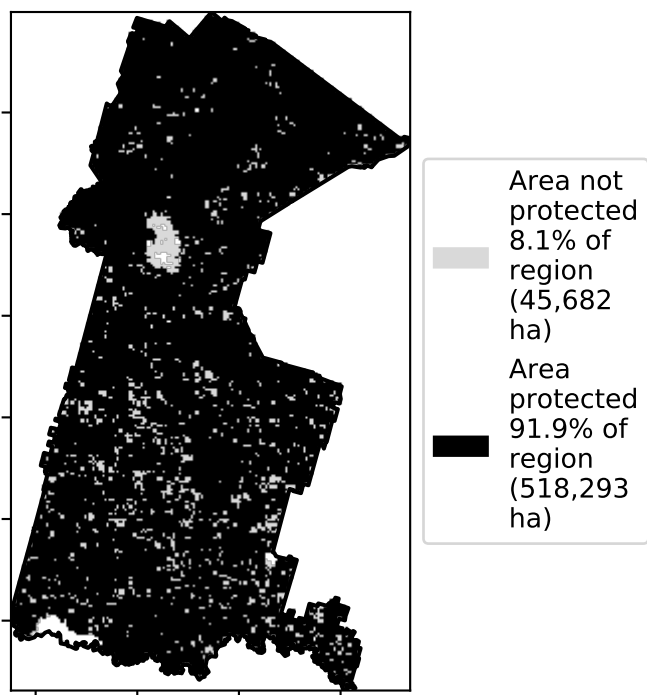 Area not
protected
8.1% of
region
(45,682
ha)
Area
protected
91.9% of
region
(518,293
ha)